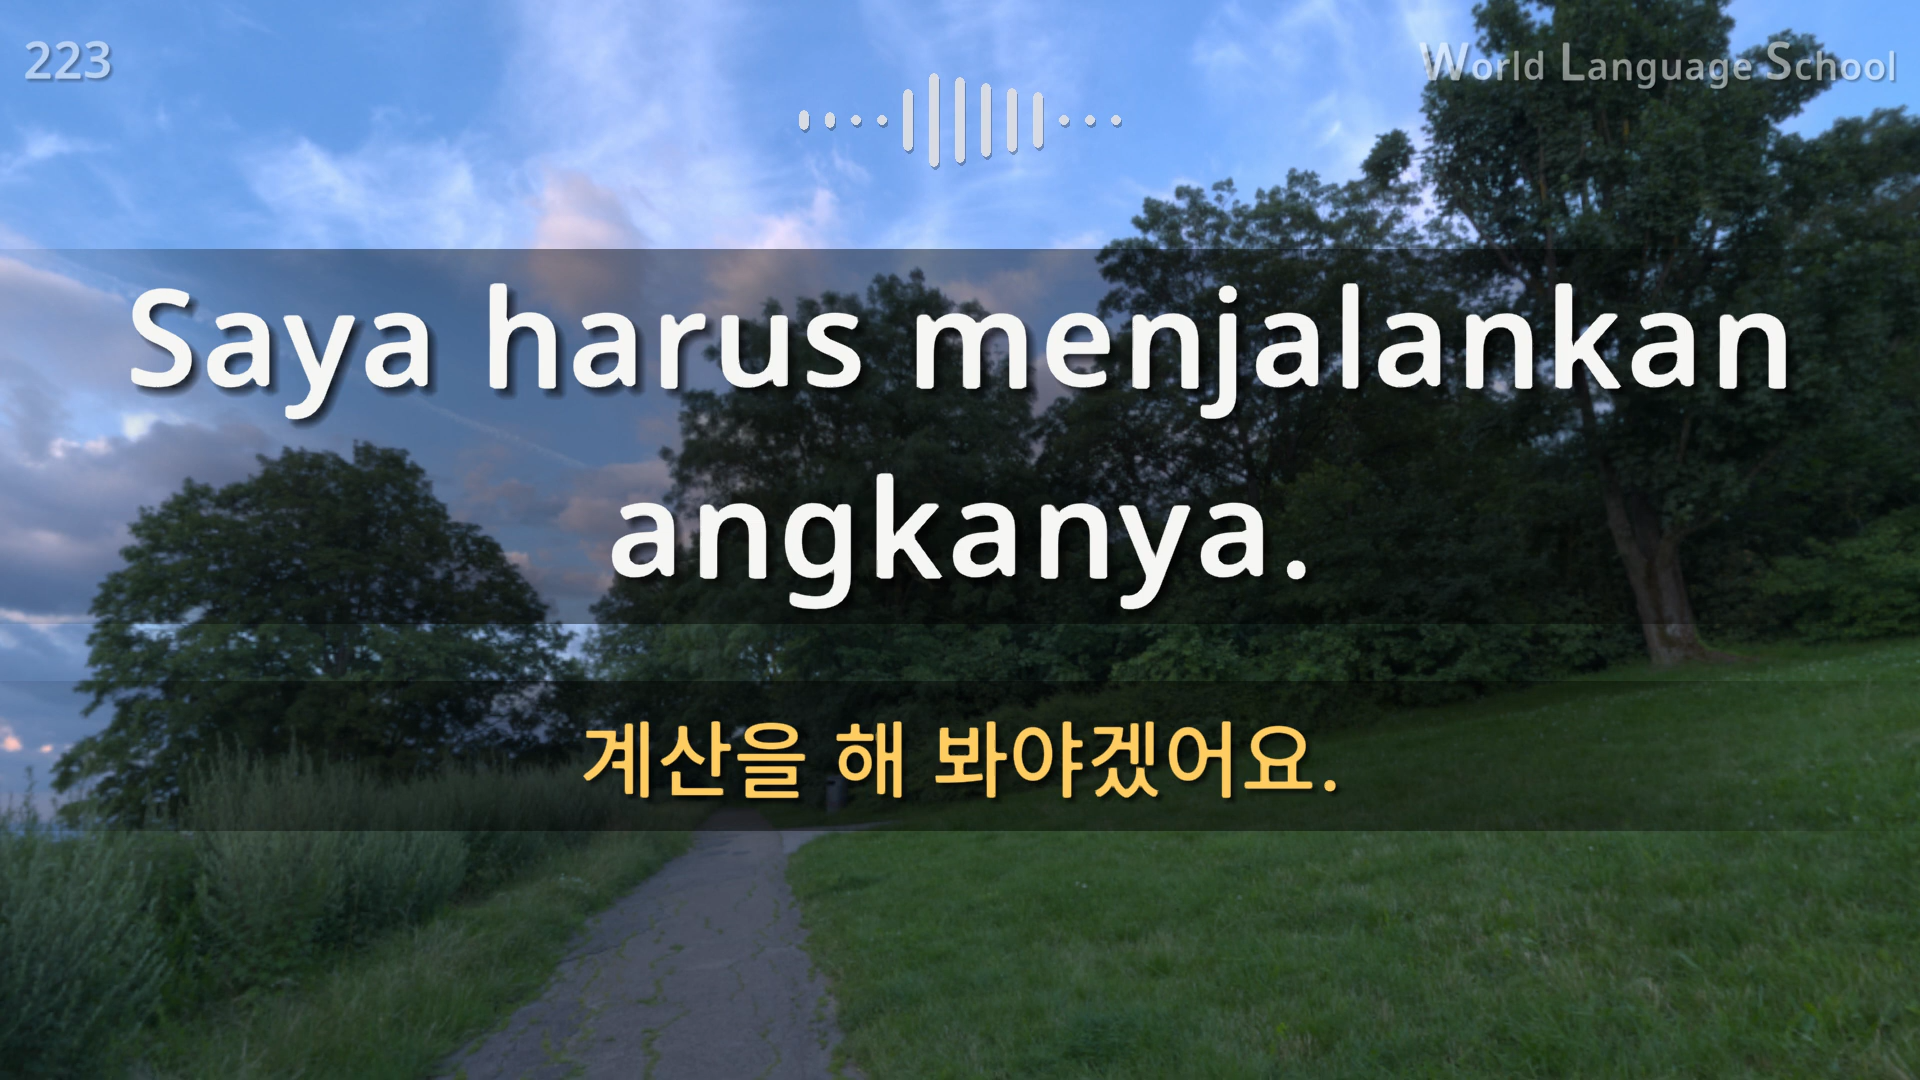 223
World Language School
Saya harus menjalankan
angkanya.
계산을 해 봐야겠어요.